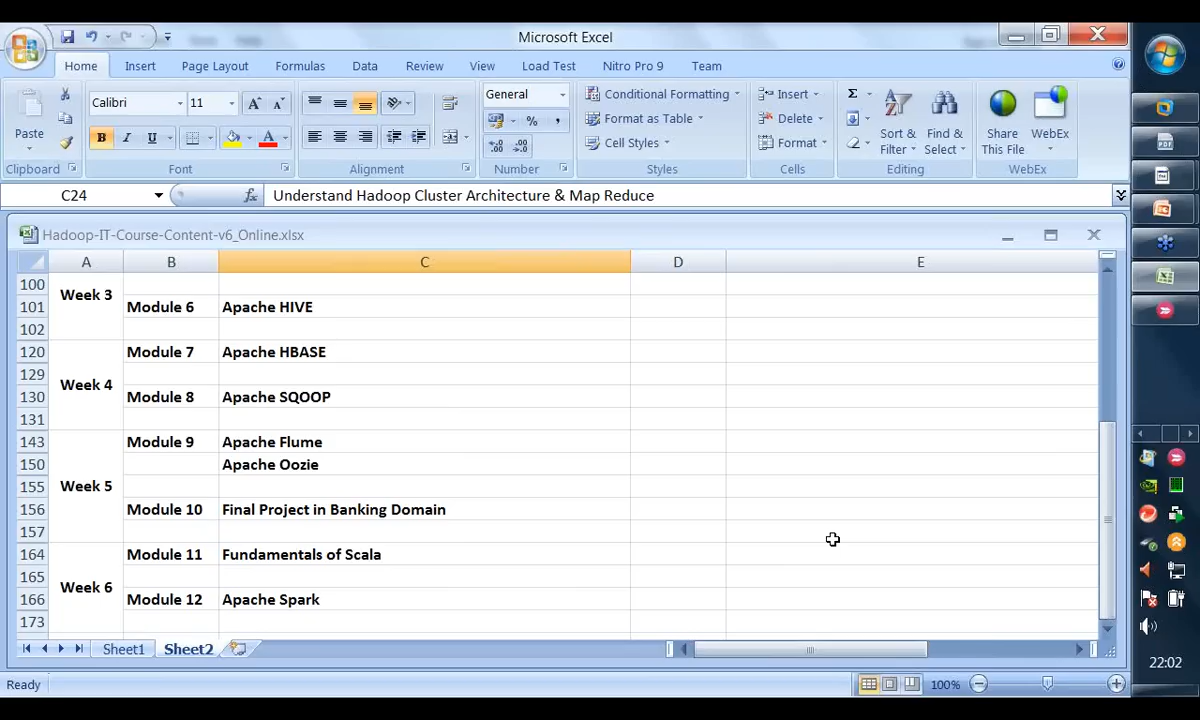 Microsoft Excel
Home Insert Page Layout Formulas Data Review View Load Test Nitro Pro 9 Team
Paste
Clipboard
Calibri 11
B I U
Font
Alignment
General
% ,
Number
Conditional Formatting
Format as Table
Cell Styles
Styles
Insert
Delete
Format
Cells
Σ
Sort & Filter
Find & Select
Editing
Share This File
WebEx
WebEx
C24 fx Understand Hadoop Cluster Architecture & Map Reduce
Hadoop-IT-Course-Content-v6_Online.xlsx
A B C D E
100
Week 3
101 Module 6 Apache HIVE
102
120 Module 7 Apache HBASE
129
Week 4
130 Module 8 Apache SQOOP
131
143 Module 9 Apache Flume
150 Apache Oozie
155
Week 5
156 Module 10 Final Project in Banking Domain
157
164 Module 11 Fundamentals of Scala
165
Week 6
166 Module 12 Apache Spark
173
Sheet1 Sheet2
Ready 100%
22:02